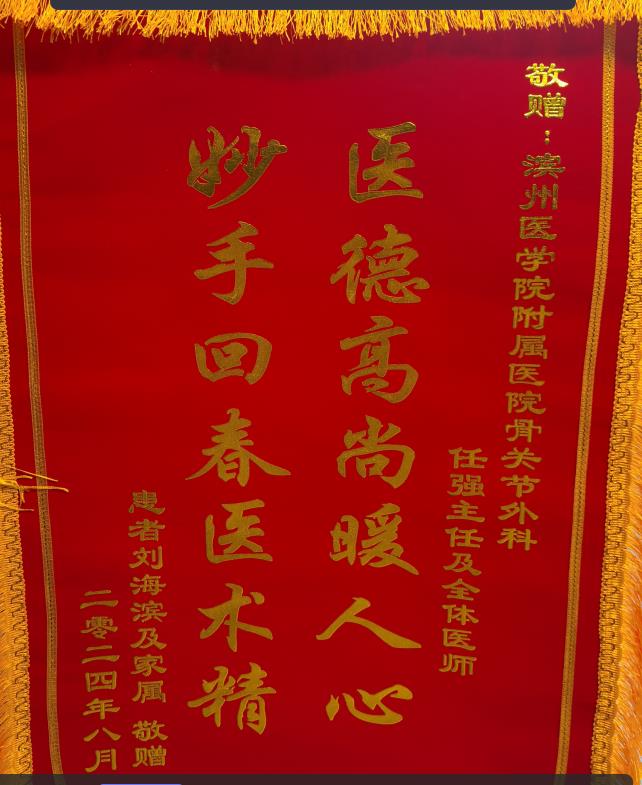 敬赠：滨州医学院附属医院骨关节外科
任强主任及全体医师
医德高尚暖人心
妙手回春医术精
患者刘海滨及家属 敬赠
二零二四年八月